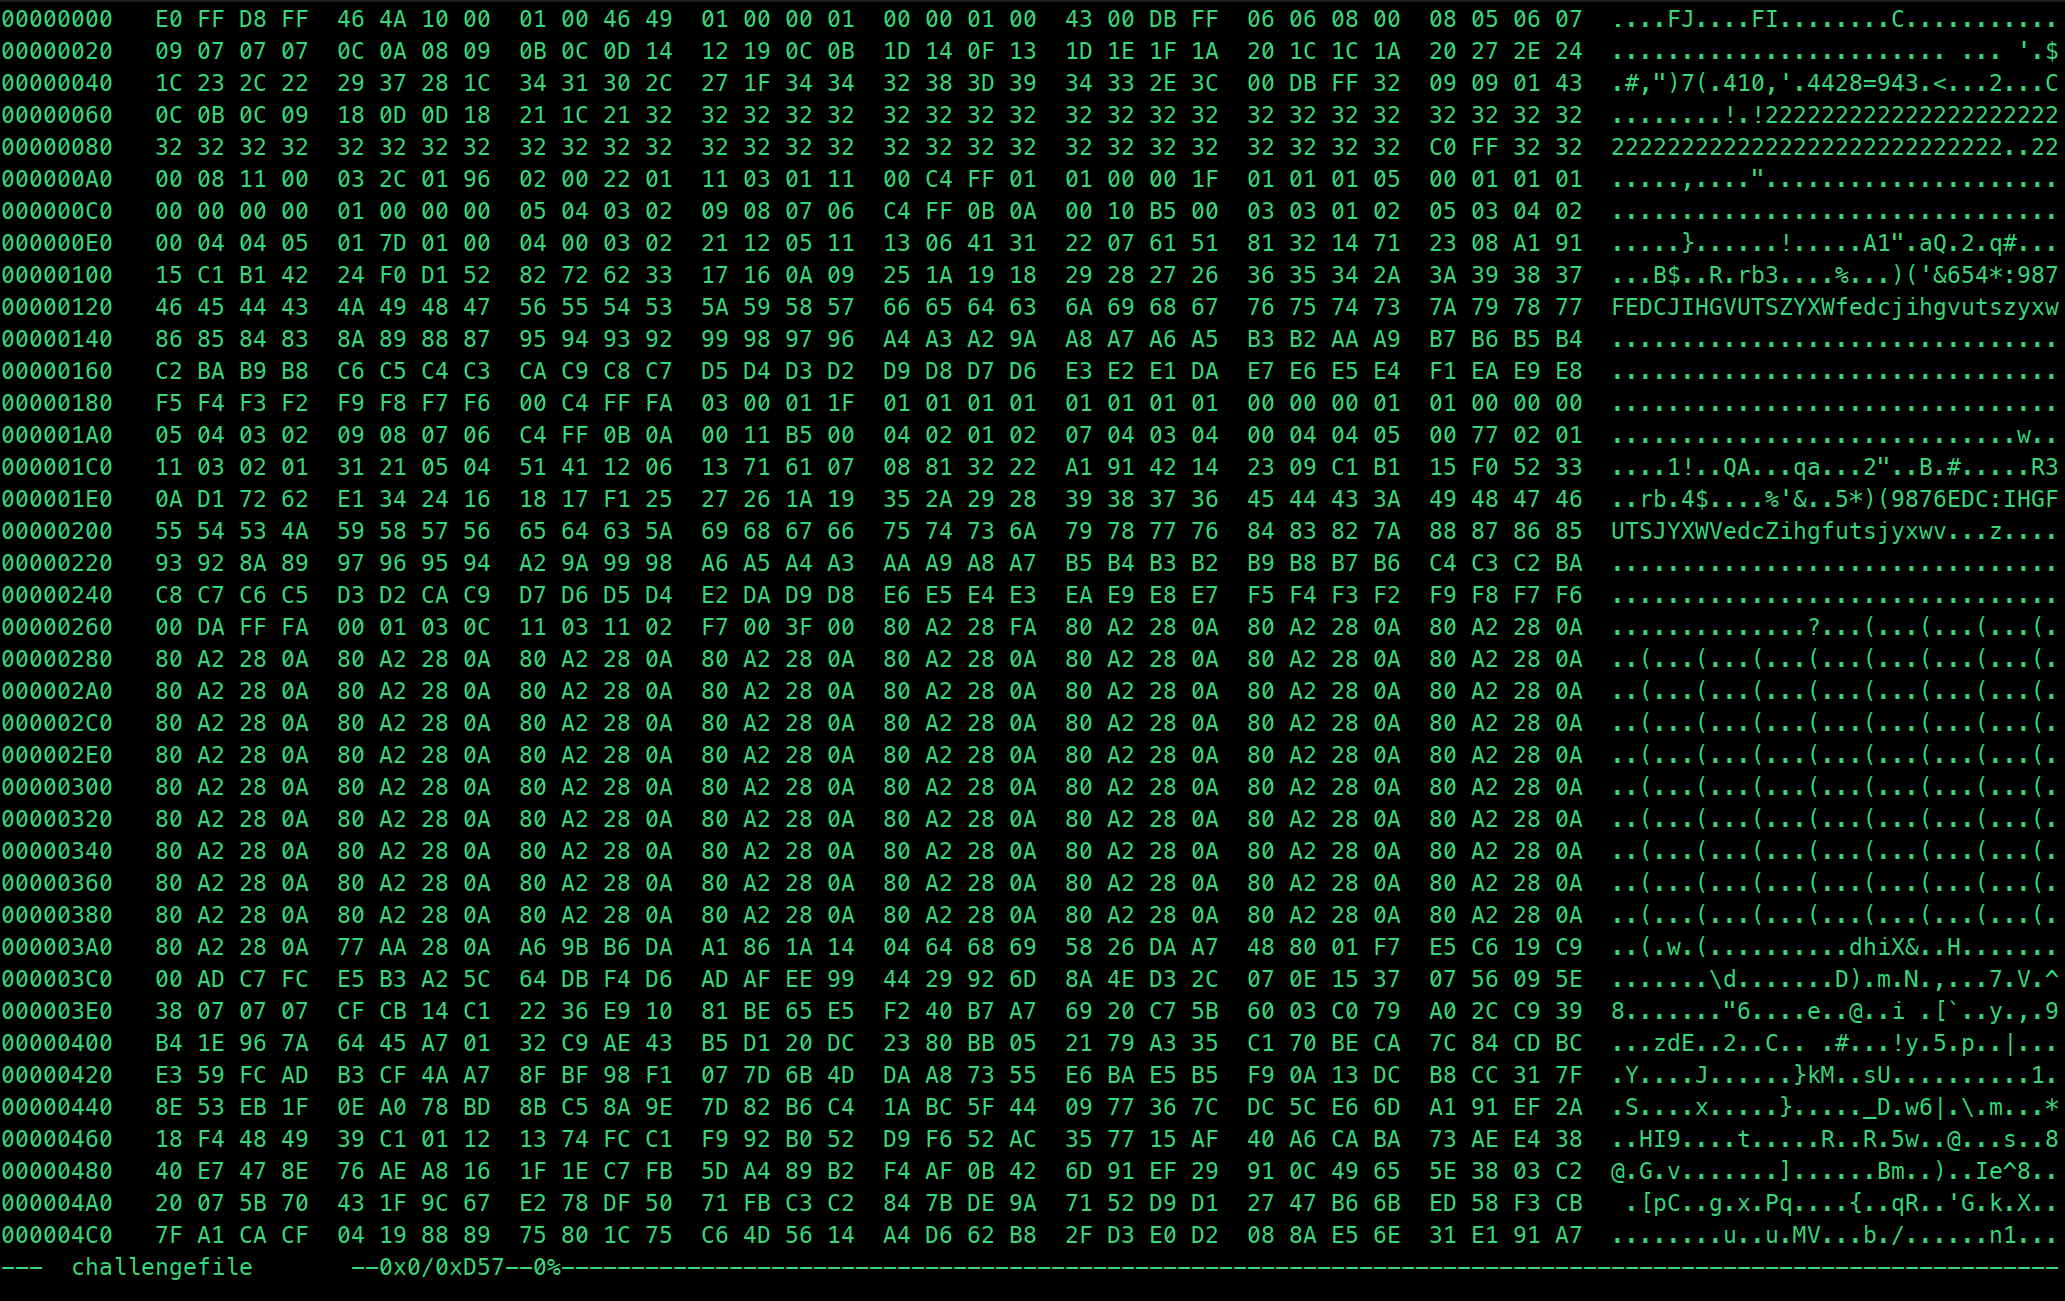 00000000 E0 FF D8 FF 46 4A 10 00 01 00 46 49 01 00 00 01 00 00 01 00 43 00 DB FF 06 06 08 00 08 05 06 07 ....FJ....FI........C...........
00000020 09 07 07 07 0C 0A 08 09 0B 0C 0D 14 12 19 0C 0B 1D 14 0F 13 1D 1E 1F 1A 20 1C 1C 1A 20 27 2E 24 ........................ ... '.$
00000040 1C 23 2C 22 29 37 28 1C 34 31 30 2C 27 1F 34 34 32 38 3D 39 34 33 2E 3C 00 DB FF 32 09 09 01 43 .#,")7(.410,'.4428=943.<...2...C
00000060 0C 0B 0C 09 18 0D 0D 18 21 1C 21 32 32 32 32 32 32 32 32 32 32 32 32 32 32 32 32 32 32 32 32 32 ........!.!222222222222222222222
00000080 32 32 32 32 32 32 32 32 32 32 32 32 32 32 32 32 32 32 32 32 32 32 32 32 32 32 32 32 C0 FF 32 32 2222222222222222222222222222..22
000000A0 00 08 11 00 03 2C 01 96 02 00 22 01 11 03 01 11 00 C4 FF 01 01 00 00 1F 01 01 01 05 00 01 01 01 .....,....".....................
000000C0 00 00 00 00 01 00 00 00 05 04 03 02 09 08 07 06 C4 FF 0B 0A 00 10 B5 00 03 03 01 02 05 03 04 02 ................................
000000E0 00 04 04 05 01 7D 01 00 04 00 03 02 21 12 05 11 13 06 41 31 22 07 61 51 81 32 14 71 23 08 A1 91 .....}......!.....A1".aQ.2.q#...
00000100 15 C1 B1 42 24 F0 D1 52 82 72 62 33 17 16 0A 09 25 1A 19 18 29 28 27 26 36 35 34 2A 3A 39 38 37 ...B$..R.rb3....%...)('&654*:987
00000120 46 45 44 43 4A 49 48 47 56 55 54 53 5A 59 58 57 66 65 64 63 6A 69 68 67 76 75 74 73 7A 79 78 77 FEDCJIHGVUTSZYXWfedcjihgvutszyxw
00000140 86 85 84 83 8A 89 88 87 95 94 93 92 99 98 97 96 A4 A3 A2 9A A8 A7 A6 A5 B3 B2 AA A9 B7 B6 B5 B4 ................................
00000160 C2 BA B9 B8 C6 C5 C4 C3 CA C9 C8 C7 D5 D4 D3 D2 D9 D8 D7 D6 E3 E2 E1 DA E7 E6 E5 E4 F1 EA E9 E8 ................................
00000180 F5 F4 F3 F2 F9 F8 F7 F6 00 C4 FF FA 03 00 01 1F 01 01 01 01 01 01 01 01 00 00 00 01 01 00 00 00 ................................
000001A0 05 04 03 02 09 08 07 06 C4 FF 0B 0A 00 11 B5 00 04 02 01 02 07 04 03 04 00 04 04 05 00 77 02 01 .............................w..
000001C0 11 03 02 01 31 21 05 04 51 41 12 06 13 71 61 07 08 81 32 22 A1 91 42 14 23 09 C1 B1 15 F0 52 33 ....1!..QA...qa...2"..B.#.....R3
000001E0 0A D1 72 62 E1 34 24 16 18 17 F1 25 27 26 1A 19 35 2A 29 28 39 38 37 36 45 44 43 3A 49 48 47 46 ..rb.4$....%'&..5*)(9876EDC:IHGF
00000200 55 54 53 4A 59 58 57 56 65 64 63 5A 69 68 67 66 75 74 73 6A 79 78 77 76 84 83 82 7A 88 87 86 85 UTSJYXWVedcZihgfutsjyxwv...z....
00000220 93 92 8A 89 97 96 95 94 A2 9A 99 98 A6 A5 A4 A3 AA A9 A8 A7 B5 B4 B3 B2 B9 B8 B7 B6 C4 C3 C2 BA ................................
00000240 C8 C7 C6 C5 D3 D2 CA C9 D7 D6 D5 D4 E2 DA D9 D8 E6 E5 E4 E3 EA E9 E8 E7 F5 F4 F3 F2 F9 F8 F7 F6 ................................
00000260 00 DA FF FA 00 01 03 0C 11 03 11 02 F7 00 3F 00 80 A2 28 FA 80 A2 28 0A 80 A2 28 0A 80 A2 28 0A ..............?...(...(...(...(.
00000280 80 A2 28 0A 80 A2 28 0A 80 A2 28 0A 80 A2 28 0A 80 A2 28 0A 80 A2 28 0A 80 A2 28 0A 80 A2 28 0A ..(...(...(...(...(...(...(...(.
000002A0 80 A2 28 0A 80 A2 28 0A 80 A2 28 0A 80 A2 28 0A 80 A2 28 0A 80 A2 28 0A 80 A2 28 0A 80 A2 28 0A ..(...(...(...(...(...(...(...(.
000002C0 80 A2 28 0A 80 A2 28 0A 80 A2 28 0A 80 A2 28 0A 80 A2 28 0A 80 A2 28 0A 80 A2 28 0A 80 A2 28 0A ..(...(...(...(...(...(...(...(.
000002E0 80 A2 28 0A 80 A2 28 0A 80 A2 28 0A 80 A2 28 0A 80 A2 28 0A 80 A2 28 0A 80 A2 28 0A 80 A2 28 0A ..(...(...(...(...(...(...(...(.
00000300 80 A2 28 0A 80 A2 28 0A 80 A2 28 0A 80 A2 28 0A 80 A2 28 0A 80 A2 28 0A 80 A2 28 0A 80 A2 28 0A ..(...(...(...(...(...(...(...(.
00000320 80 A2 28 0A 80 A2 28 0A 80 A2 28 0A 80 A2 28 0A 80 A2 28 0A 80 A2 28 0A 80 A2 28 0A 80 A2 28 0A ..(...(...(...(...(...(...(...(.
00000340 80 A2 28 0A 80 A2 28 0A 80 A2 28 0A 80 A2 28 0A 80 A2 28 0A 80 A2 28 0A 80 A2 28 0A 80 A2 28 0A ..(...(...(...(...(...(...(...(.
00000360 80 A2 28 0A 80 A2 28 0A 80 A2 28 0A 80 A2 28 0A 80 A2 28 0A 80 A2 28 0A 80 A2 28 0A 80 A2 28 0A ..(...(...(...(...(...(...(...(.
00000380 80 A2 28 0A 80 A2 28 0A 80 A2 28 0A 80 A2 28 0A 80 A2 28 0A 80 A2 28 0A 80 A2 28 0A 80 A2 28 0A ..(...(...(...(...(...(...(...(.
000003A0 80 A2 28 0A 77 AA 28 0A A6 9B B6 DA A1 86 1A 14 04 64 68 69 58 26 DA A7 48 80 01 F7 E5 C6 19 C9 ..(.w.(..........dhiX&..H.......
000003C0 00 AD C7 FC E5 B3 A2 5C 64 DB F4 D6 AD AF EE 99 44 29 92 6D 8A 4E D3 2C 07 0E 15 37 07 56 09 5E .......\d.......D).m.N.,...7.V.^
000003E0 38 07 07 07 CF CB 14 C1 22 36 E9 10 81 BE 65 E5 F2 40 B7 A7 69 20 C7 5B 60 03 C0 79 A0 2C C9 39 8......."6....e..@..i .[`..y.,.9
00000400 B4 1E 96 7A 64 45 A7 01 32 C9 AE 43 B5 D1 20 DC 23 80 BB 05 21 79 A3 35 C1 70 BE CA 7C 84 CD BC ...zdE..2..C.. .#...!y.5.p..|...
00000420 E3 59 FC AD B3 CF 4A A7 8F BF 98 F1 07 7D 6B 4D DA A8 73 55 E6 BA E5 B5 F9 0A 13 DC B8 CC 31 7F .Y....J......}kM..sU..........1.
00000440 8E 53 EB 1F 0E A0 78 BD 8B C5 8A 9E 7D 82 B6 C4 1A BC 5F 44 09 77 36 7C DC 5C E6 6D A1 91 EF 2A .S....x.....}....._D.w6|.\.m...*
00000460 18 F4 48 49 39 C1 01 12 13 74 FC C1 F9 92 B0 52 D9 F6 52 AC 35 77 15 AF 40 A6 CA BA 73 AE E4 38 ..HI9....t.....R..R.5w..@...s..8
00000480 40 E7 47 8E 76 AE A8 16 1F 1E C7 FB 5D A4 89 B2 F4 AF 0B 42 6D 91 EF 29 91 0C 49 65 5E 38 03 C2 @.G.v.......]......Bm..)..Ie^8..
000004A0 20 07 5B 70 43 1F 9C 67 E2 78 DF 50 71 FB C3 C2 84 7B DE 9A 71 52 D9 D1 27 47 B6 6B ED 58 F3 CB .[pC..g.x.Pq....{..qR..'G.k.X..
000004C0 7F A1 CA CF 04 19 88 89 75 80 1C 75 C6 4D 56 14 A4 D6 62 B8 2F D3 E0 D2 08 8A E5 6E 31 E1 91 A7 ........u..u.MV...b./......n1...
--- challengefile --0x0/0xD57--0%--------------------------------------------------------------------------------------------------------------